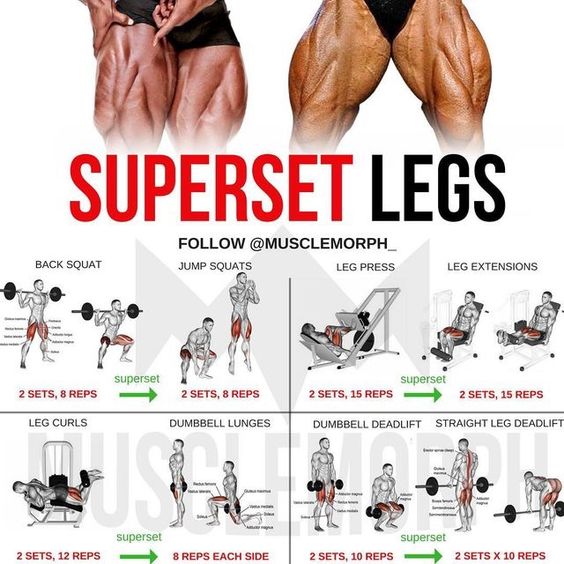 SUPERSET LEGS
FOLLOW @MUSCLEMORPH_
BACK SQUAT
JUMP SQUATS
superset
2 SETS, 8 REPS
2 SETS, 8 REPS
LEG PRESS
LEG EXTENSIONS
superset
2 SETS, 15 REPS
2 SETS, 15 REPS
LEG CURLS
DUMBBELL LUNGES
superset
2 SETS, 12 REPS
8 REPS EACH SIDE
DUMBBELL DEADLIFT
STRAIGHT LEG DEADLIFT
superset
2 SETS, 10 REPS
2 SETS X 10 REPS
MUSCLEMORPH